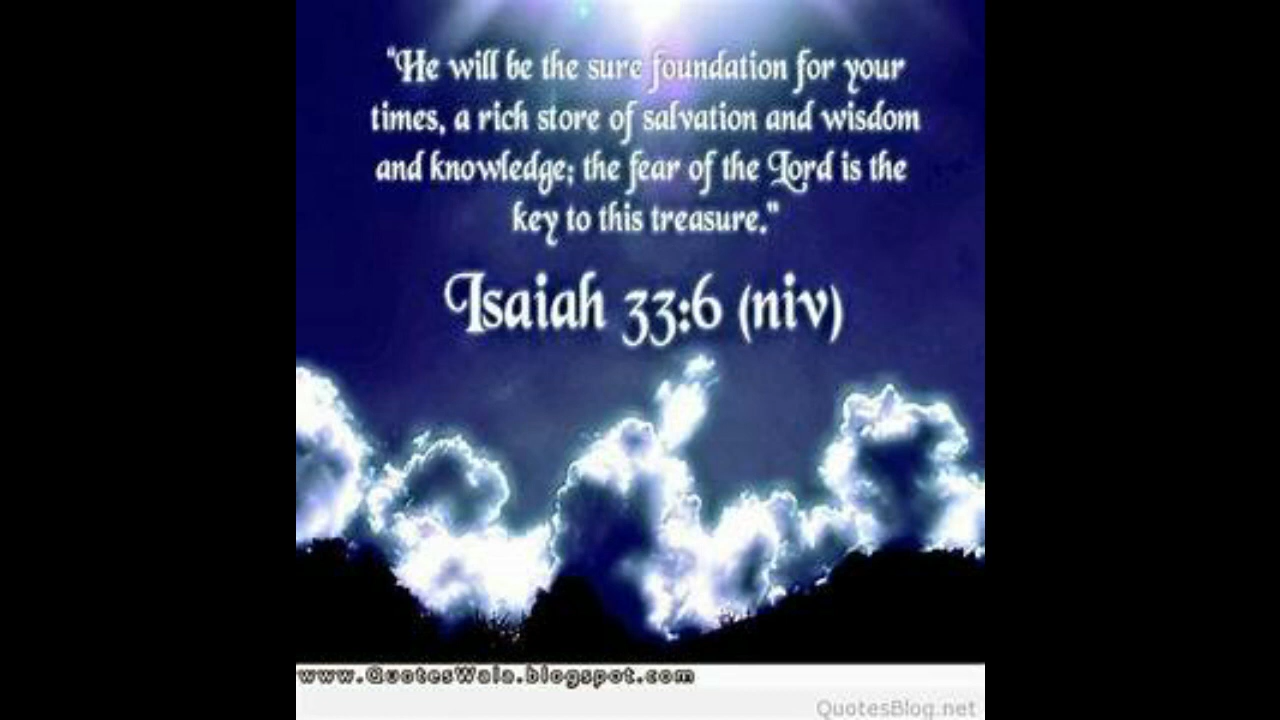 "He will be the sure foundation for your
times, a rich store of salvation and wisdom
and knowledge; the fear of the Lord is the
key to this treasure."
Isaiah 33:6 (niv)
www.QuotesWala.blogspot.com
QuotesBlog.net